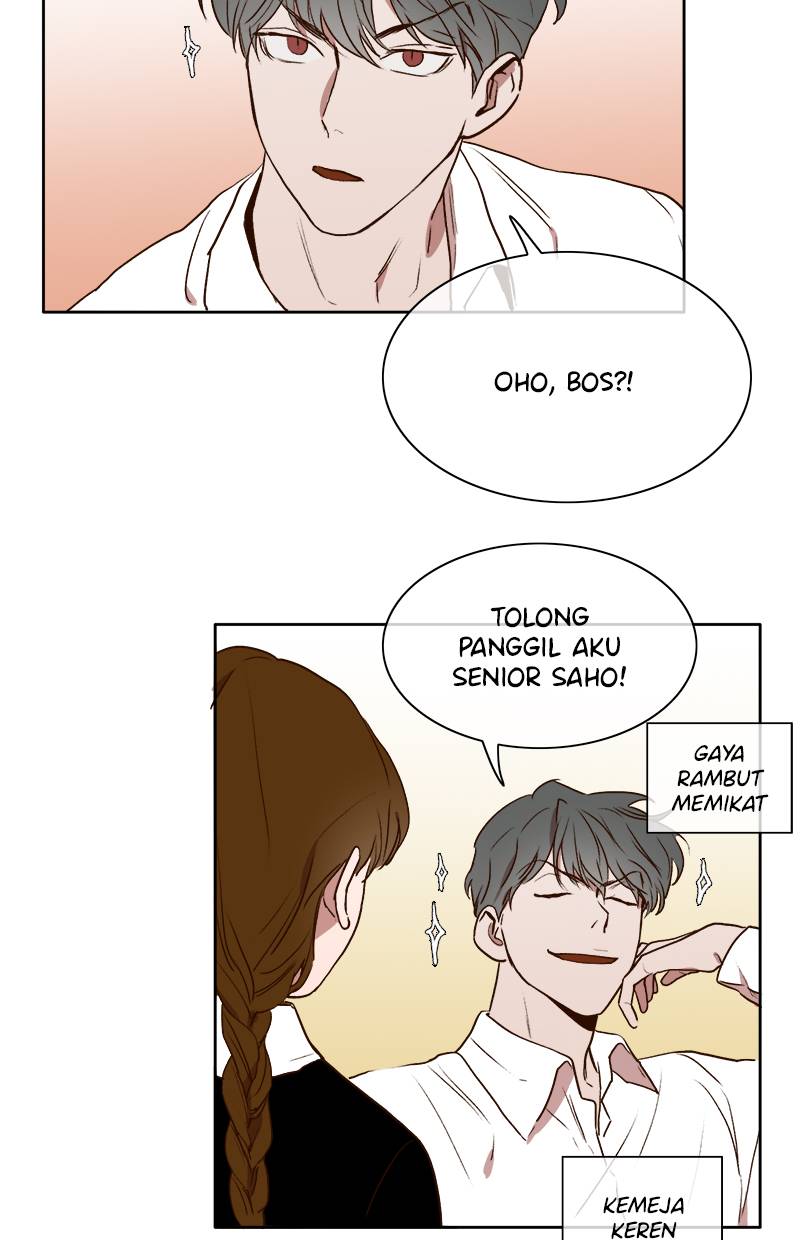 OHO, BOS?!
TOLONG
PANGGIL AKU
SENIOR SAHO!
GAYA
RAMBUT
MEMIKAT
KEMEJA
KEREN